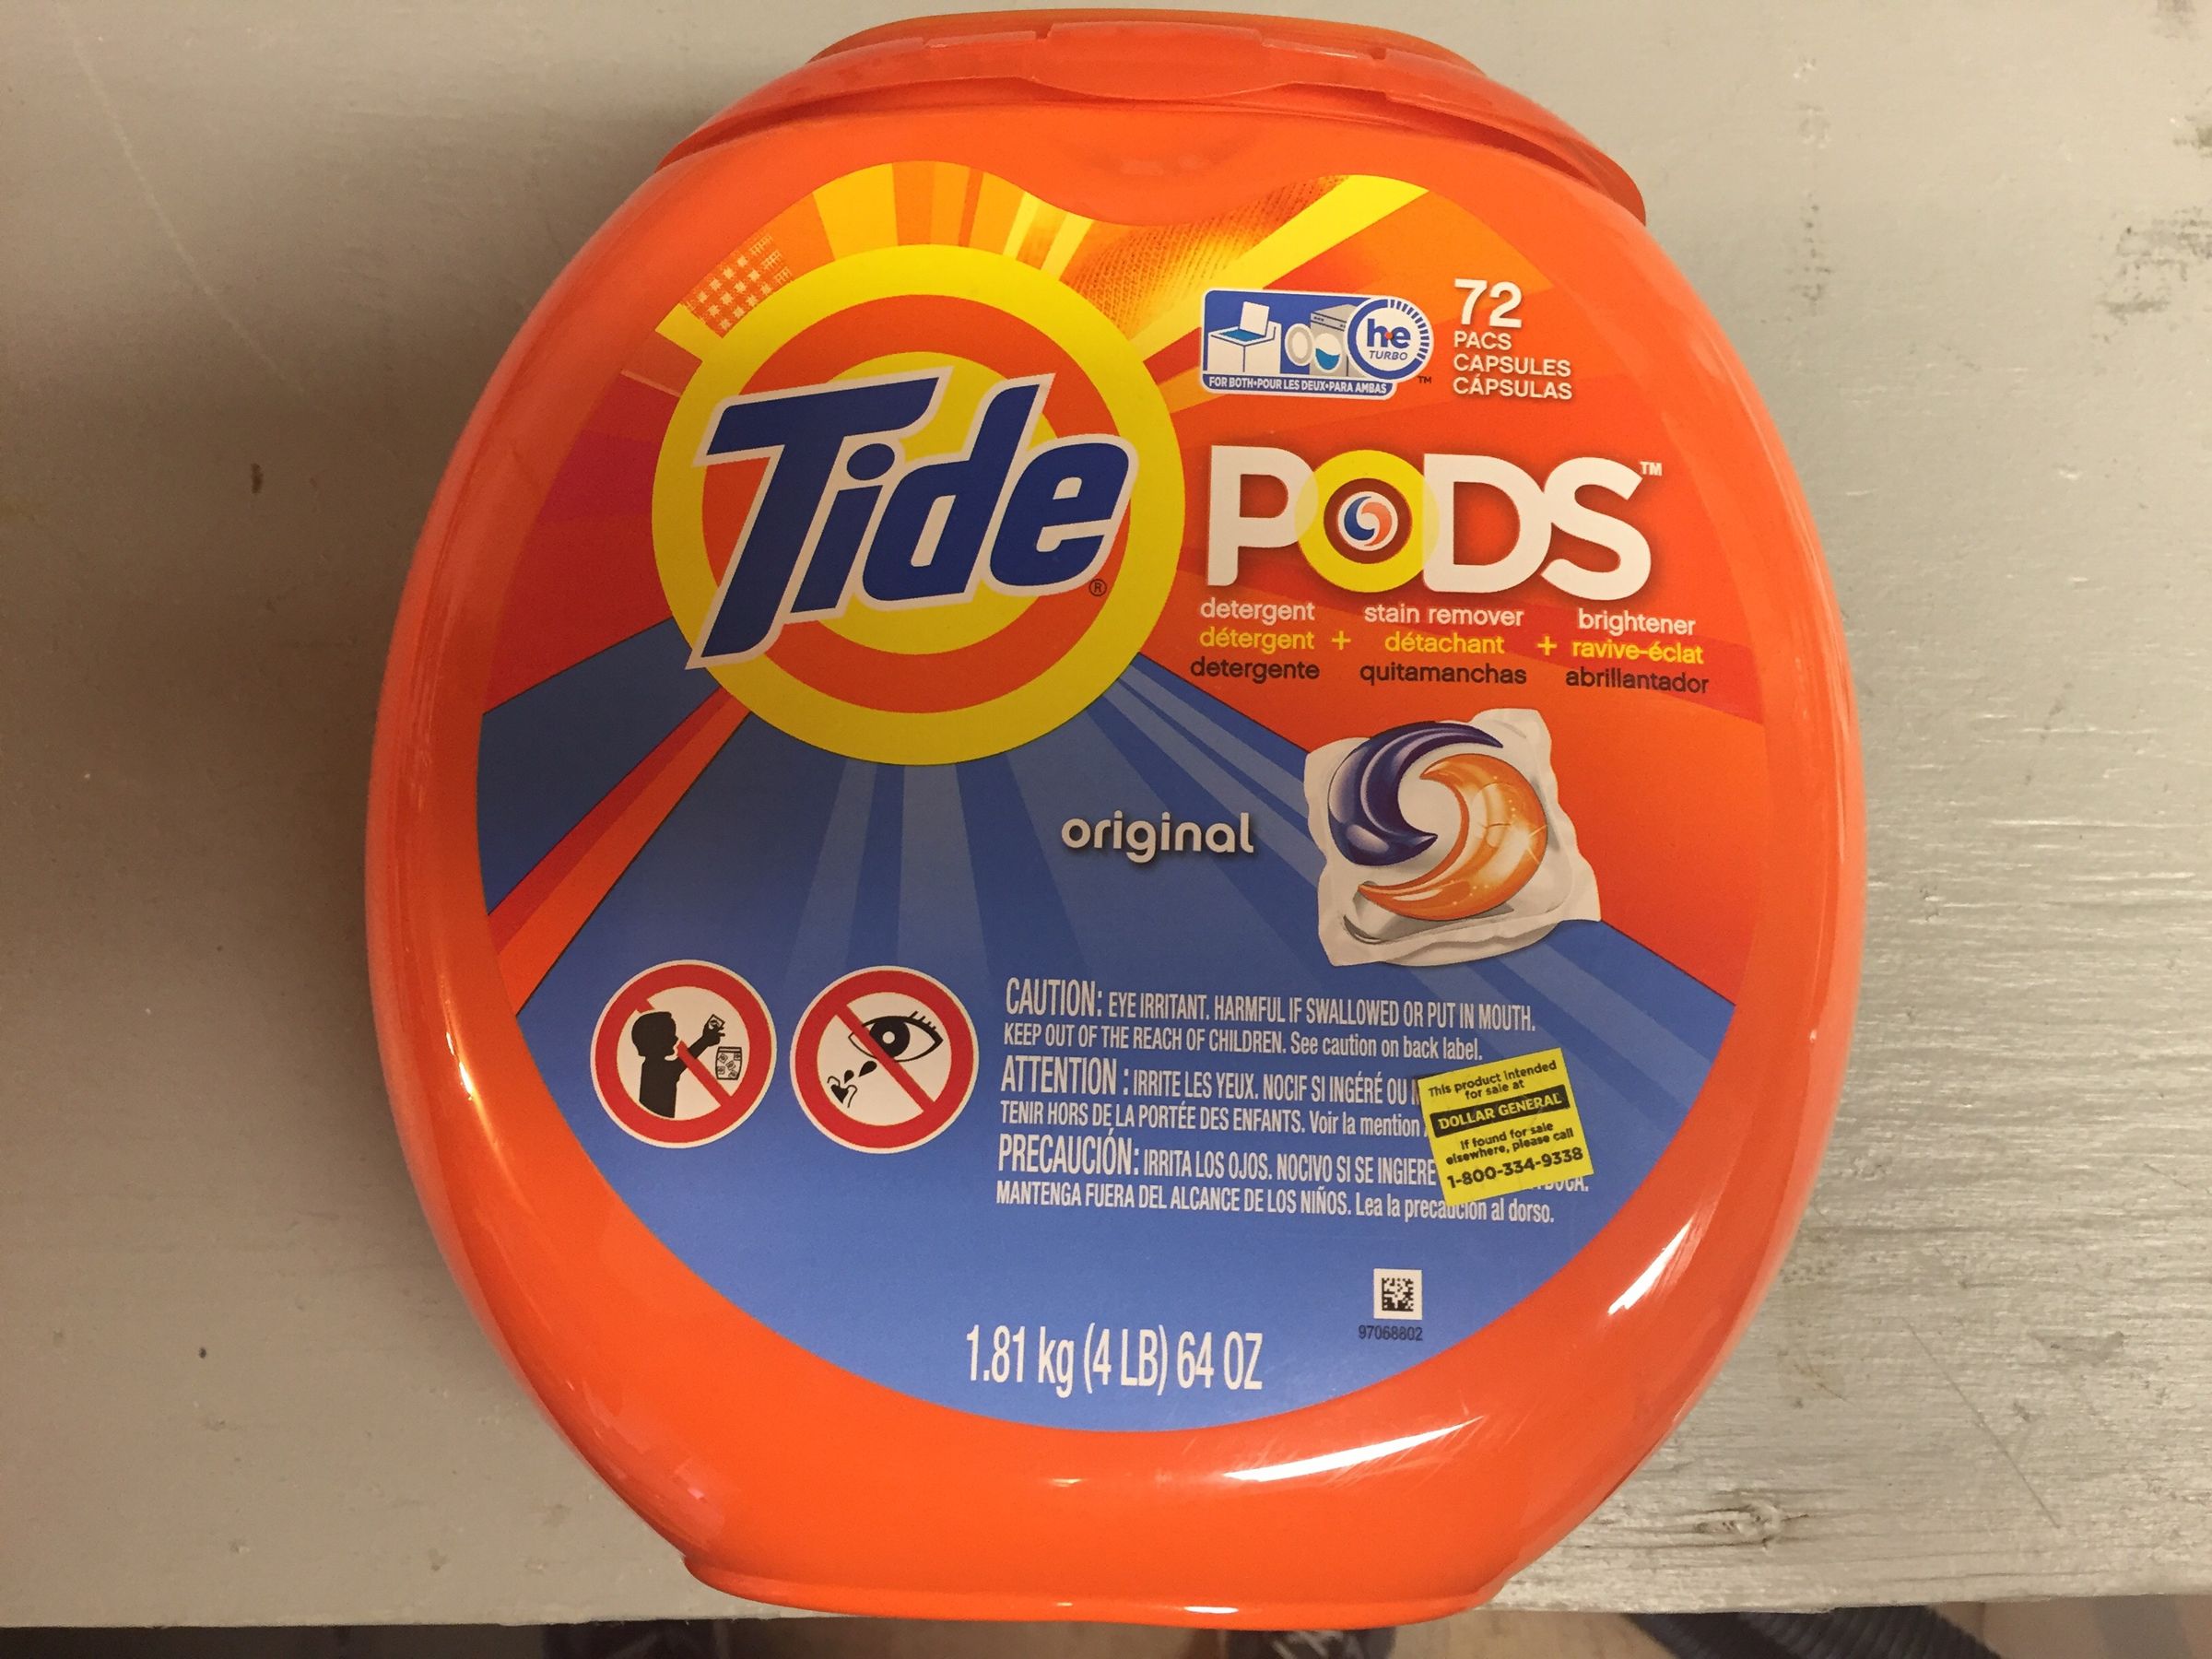 Tide®
he
TURBO
FOR BOTH•POUR LES DEUX•PARA AMBAS™
72
PACS
CAPSULES
CÁPSULAS
PODS™
detergent stain remover brightener
détergent + détachant + ravive-éclat
detergente quitamanchas abrillantador
original
CAUTION: EYE IRRITANT. HARMFUL IF SWALLOWED OR PUT IN MOUTH.
KEEP OUT OF THE REACH OF CHILDREN. See caution on back label.
ATTENTION : IRRITE LES YEUX. NOCIF SI INGÉRÉ OU
TENIR HORS DE LA PORTÉE DES ENFANTS. Voir la mention
PRECAUCIÓN: IRRITA LOS OJOS. NOCIVO SI SE INGIERE
MANTENGA FUERA DEL ALCANCE DE LOS NIÑOS. Lea la precaución al dorso.
This product intended
for sale at
DOLLAR GENERAL
If found for sale
elsewhere, please call
1-800-334-9338
97068802
1.81 kg (4 LB) 64 OZ